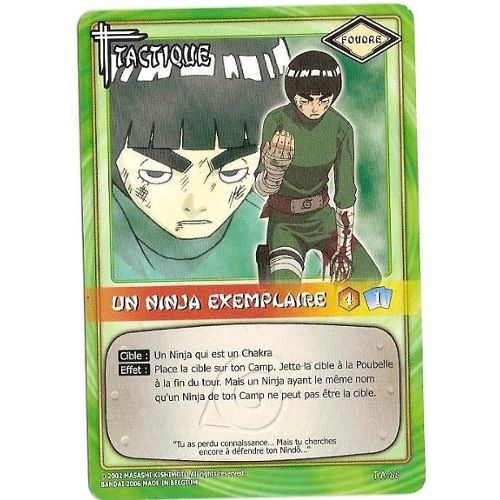 TACTIQUE
FOUDRE
UN NINJA EXEMPLAIRE 4 1
Cible : Un Ninja qui est un Chakra
Effet : Place la cible sur ton Camp. Jette la cible à la Poubelle
à la fin du tour. Mais un Ninja ayant le même nom
qu'un Ninja de ton Camp ne peut pas être la cible.
"Tu as perdu connaissance... Mais tu cherches
encore à défendre ton Nindô..."
© 2002 MASASHI KISHIMOTO All rights reserved.
BANDAI 2006 MADE IN BELGIUM
TA 68